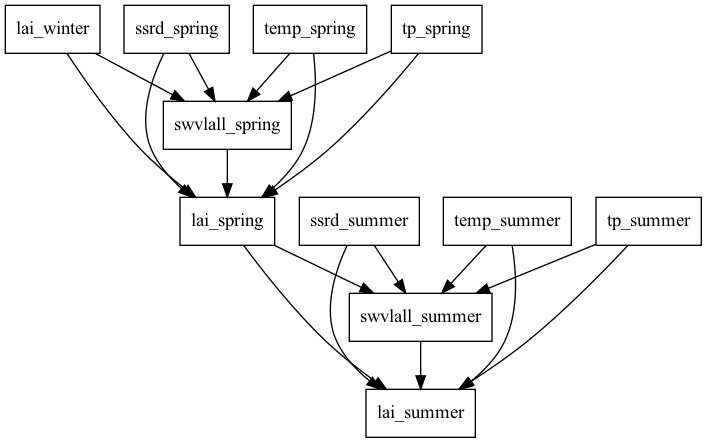 lai_winter
ssrd_spring
temp_spring
tp_spring
swvlall_spring
lai_spring
ssrd_summer
temp_summer
tp_summer
swvlall_summer
lai_summer